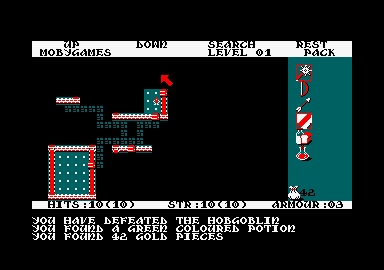 UP DOWN SEARCH REST
MOBYGAMES LEVEL 01 PACK
42
HITS:10(10) STR:10(10) ARMOUR:03
YOU HAVE DEFEATED THE HOBGOBLIN
YOU FOUND A GREEN COLOURED POTION
YOU FOUND 42 GOLD PIECES